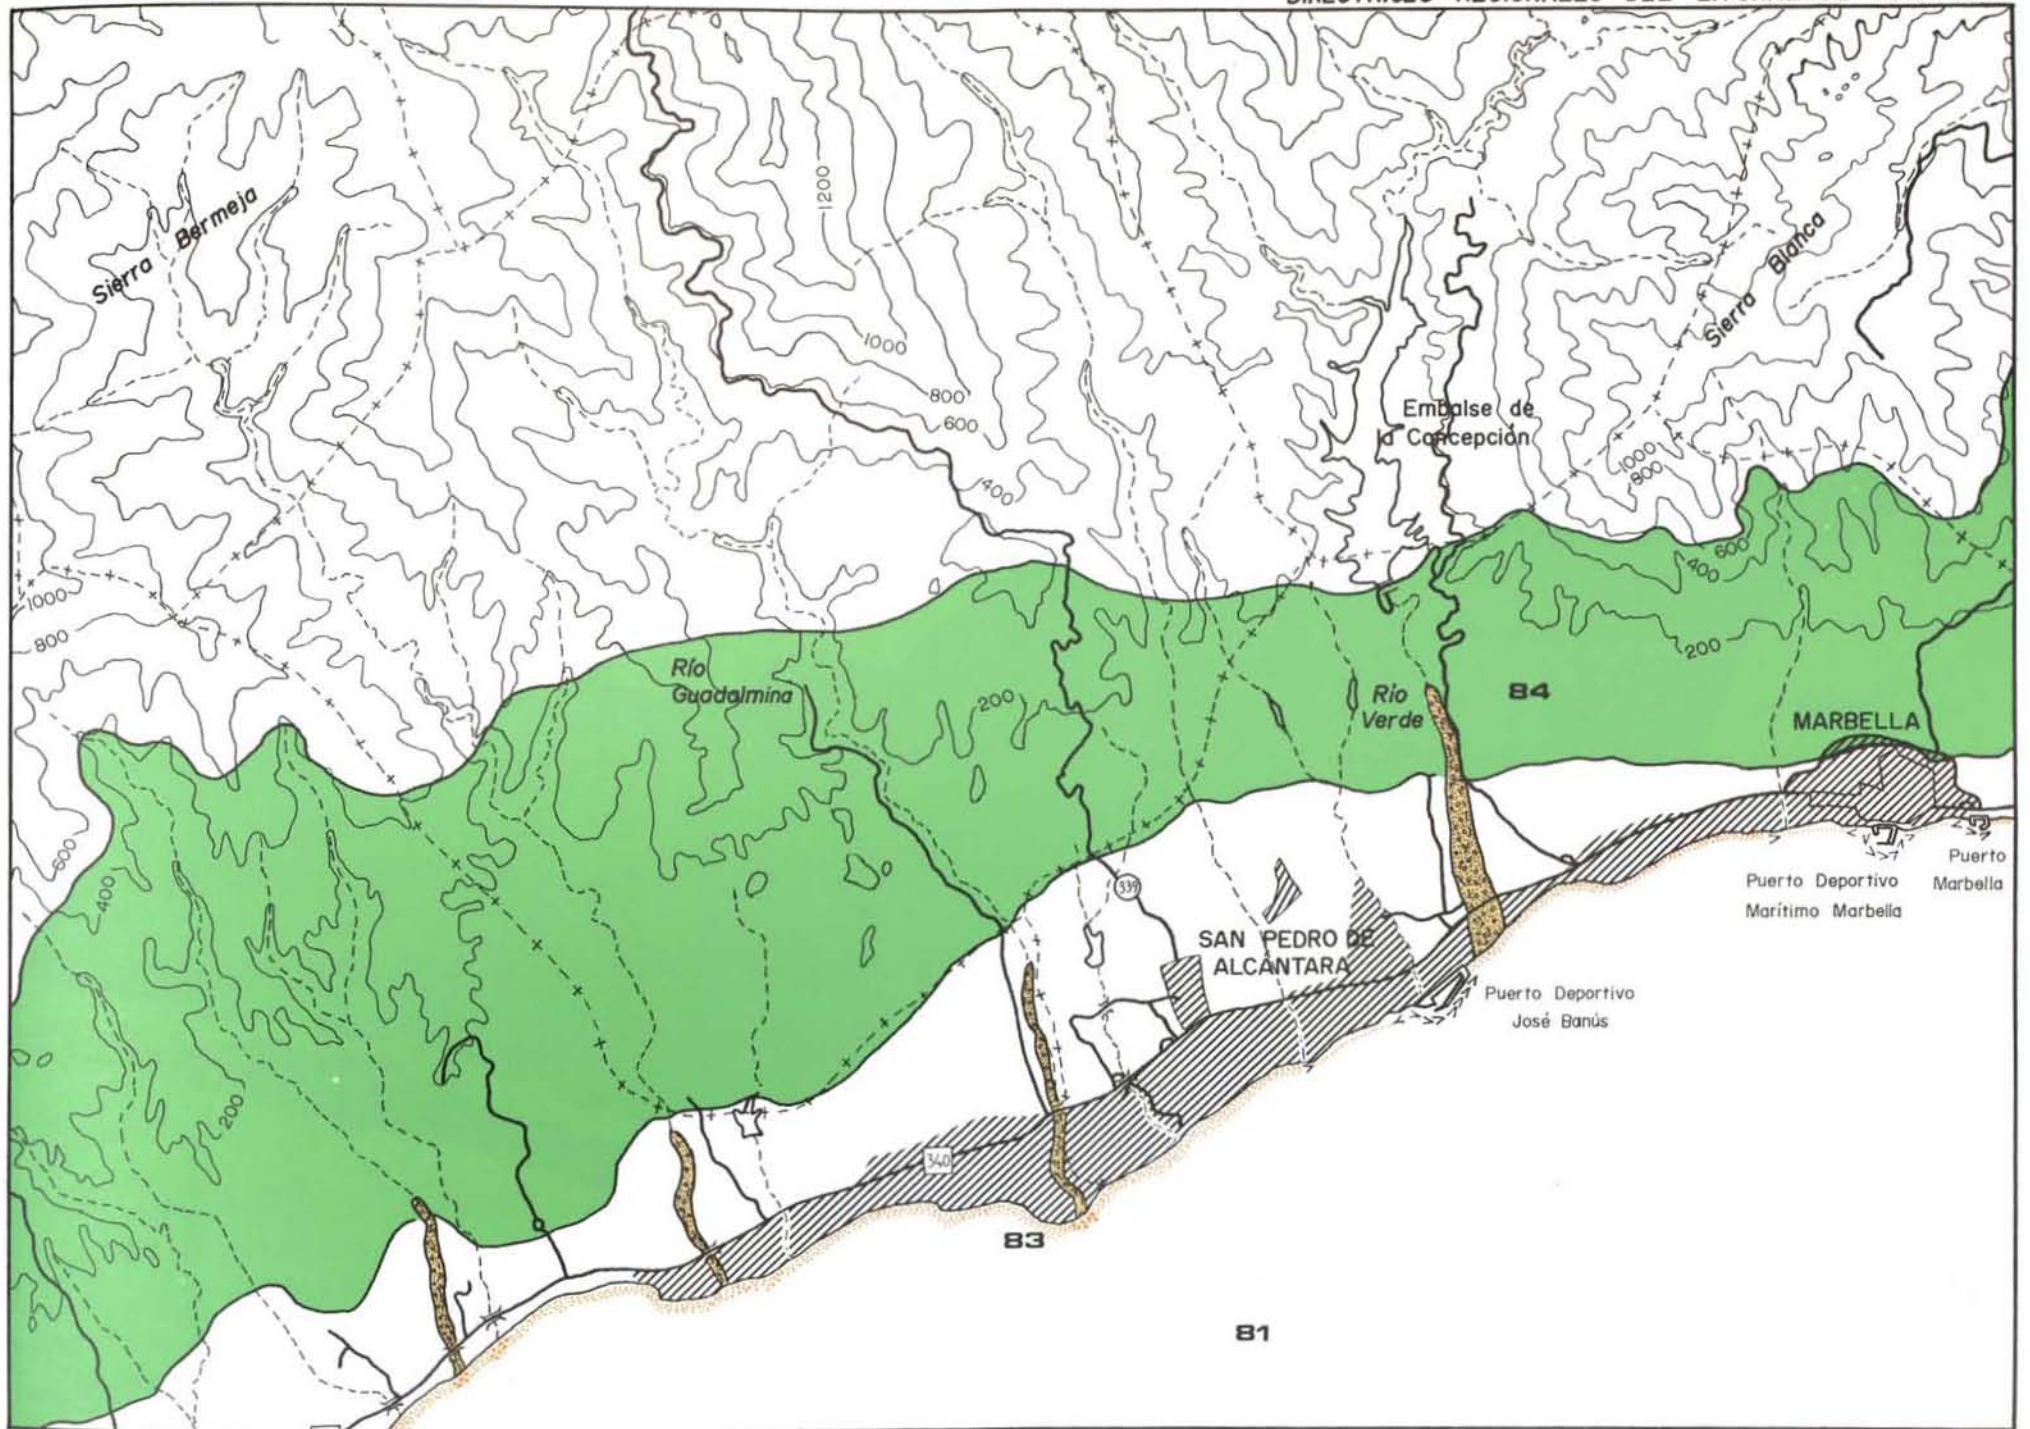 1200
Sierra Bermeja
Sierra Blanca
1000
800
600
400
Embalse de
la Concepción
1000
800
600
400
200
1000
800
Río
Guadalmina
200
Río
Verde
84
MARBELLA
600
400
339
Puerto Deportivo
Marítimo Marbella
Puerto
Marbella
SAN PEDRO DE
ALCÁNTARA
Puerto Deportivo
José Banús
200
340
83
81